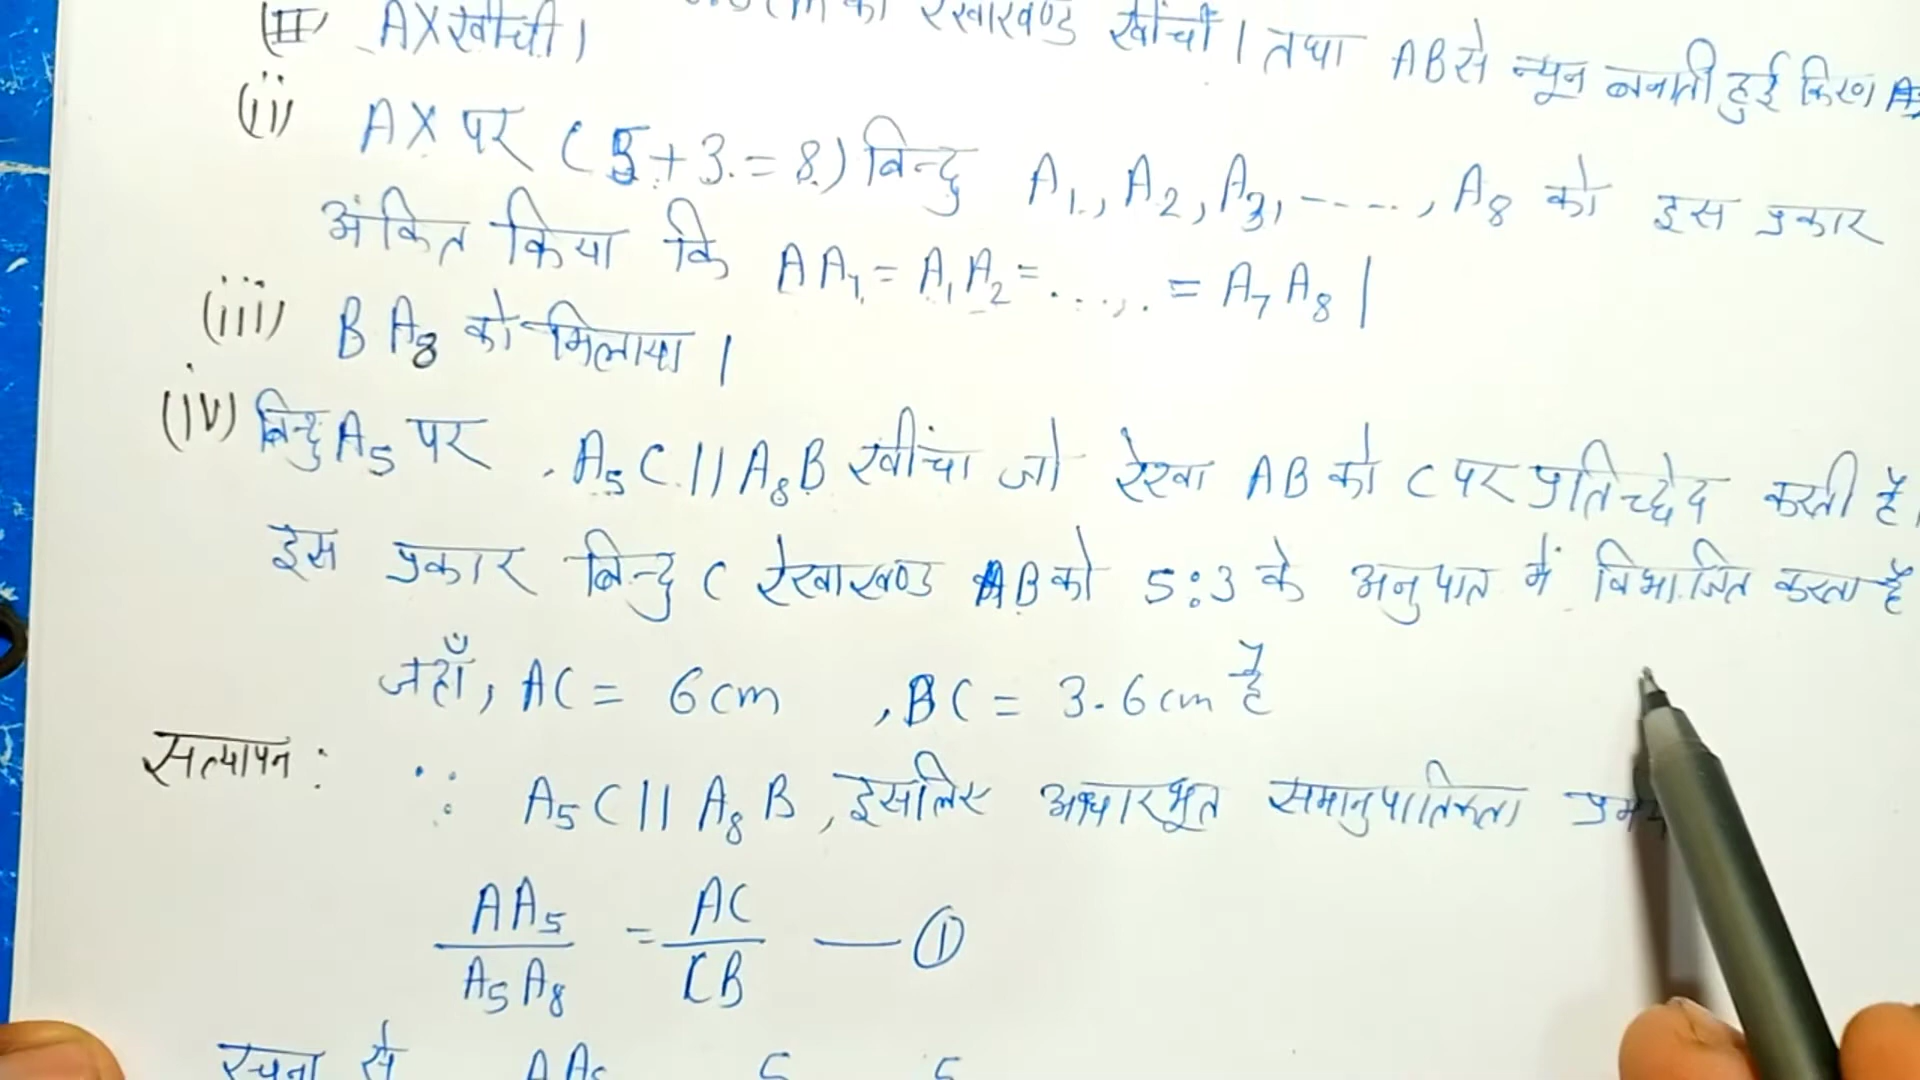 का रेखाखण्ड खींचा। तथा AB से न्यून बनाती हुई किरण
AX खींची।
(ii) AX पर (5+3=8) बिन्दु A₁, A₂, A₃, ----, A₈ को इस प्रकार
अंकित किया कि AA₁ = A₁A₂ = ..... = A₇A₈ |
(iii) BA₈ को मिलाया।
(iv) बिन्दु A₅ पर, A₅C || A₈B खींचा जो रेखा AB को C पर प्रतिच्छेद करती है।
इस प्रकार बिन्दु C रेखाखण्ड AB को 5:3 के अनुपात में विभाजित करता है
जहाँ, AC = 6cm , BC = 3.6cm है
सत्यापन : ∵ A₅C || A₈B, इसलिए आधारभूत समानुपातिकता
AA₅/A₅A₈ = AC/CB — ①
रचना से